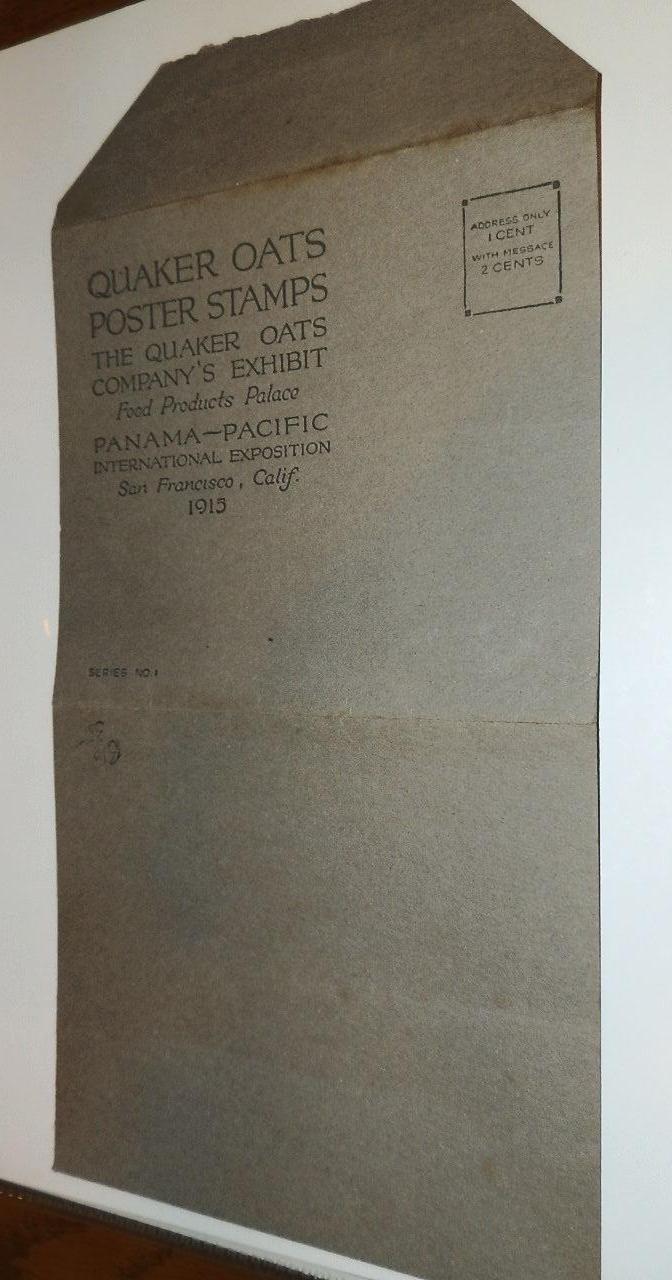 QUAKER OATS
POSTER STAMPS
THE QUAKER OATS
COMPANY'S EXHIBIT
Food Products Palace
PANAMA—PACIFIC
INTERNATIONAL EXPOSITION
San Francisco, Calif.
1915
ADDRESS ONLY
1 CENT
WITH MESSAGE
2 CENTS
SERIES NO. 1